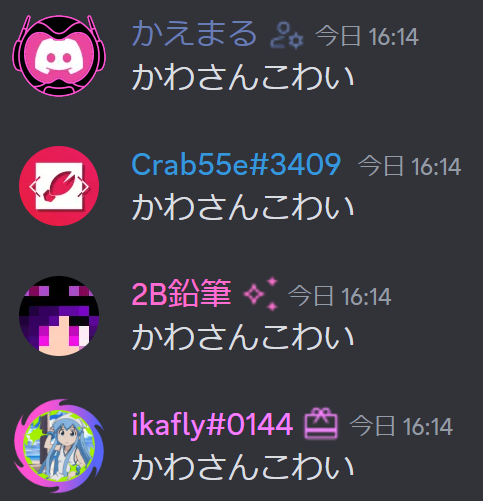 かえまる 今日 16:14
かわさんこわい
Crab55e#3409 今日 16:14
かわさんこわい
2B鉛筆 今日 16:14
かわさんこわい
ikafly#0144 今日 16:14
かわさんこわい